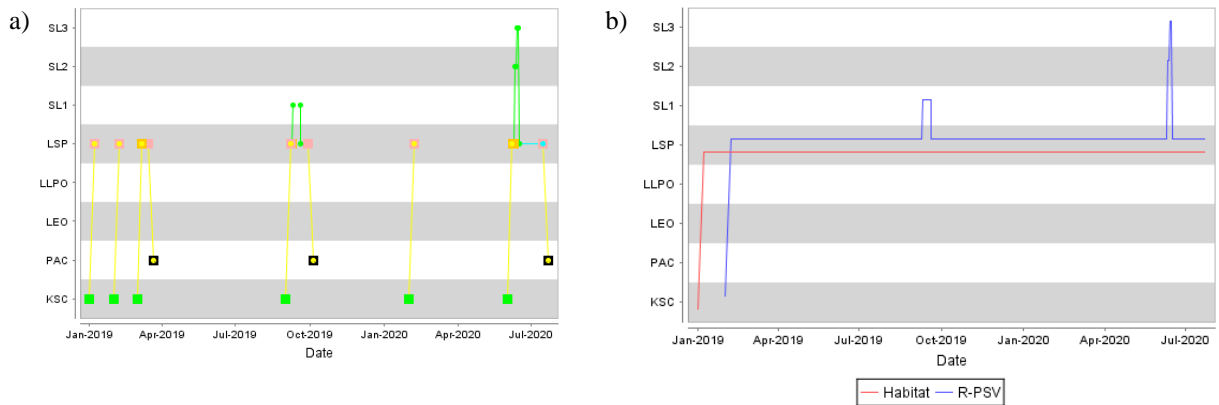 a)
SL3
SL2
SL1
LSP
LLPO
LEO
PAC
KSC
Jan-2019 Apr-2019 Jul-2019 Oct-2019 Jan-2020 Apr-2020 Jul-2020
Date
b)
SL3
SL2
SL1
LSP
LLPO
LEO
PAC
KSC
Jan-2019 Apr-2019 Jul-2019 Oct-2019 Jan-2020 Apr-2020 Jul-2020
Date
Habitat R-PSV